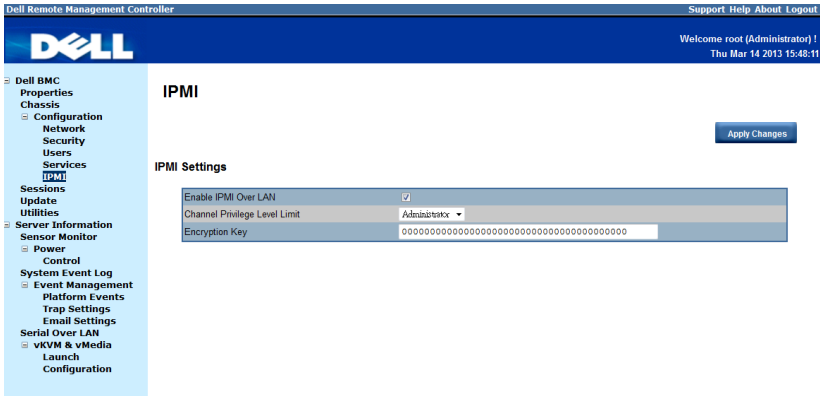 Dell Remote Management Controller
Support Help About Logout
DELL
Welcome root (Administrator) !
Thu Mar 14 2013 15:48:11
Dell BMC
Properties
Chassis
Configuration
Network
Security
Users
Services
IPMI
Sessions
Update
Utilities
Server Information
Sensor Monitor
Power
Control
System Event Log
Event Management
Platform Events
Trap Settings
Email Settings
Serial Over LAN
vKVM & vMedia
Launch
Configuration
IPMI
Apply Changes
IPMI Settings
Enable IPMI Over LAN
Channel Privilege Level Limit
Administrator
Encryption Key
0000000000000000000000000000000000000000